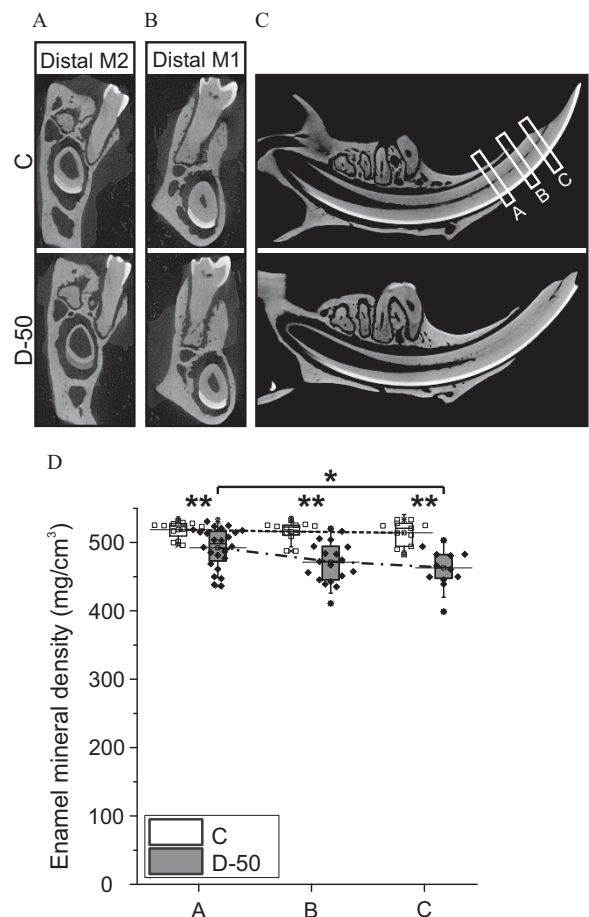 A
B
C
Distal M2
Distal M1
C
D-50
A
B
C
D
*
** ** **
Enamel mineral density (mg/cm³)
500
400
300
200
100
0
C
D-50
A B C